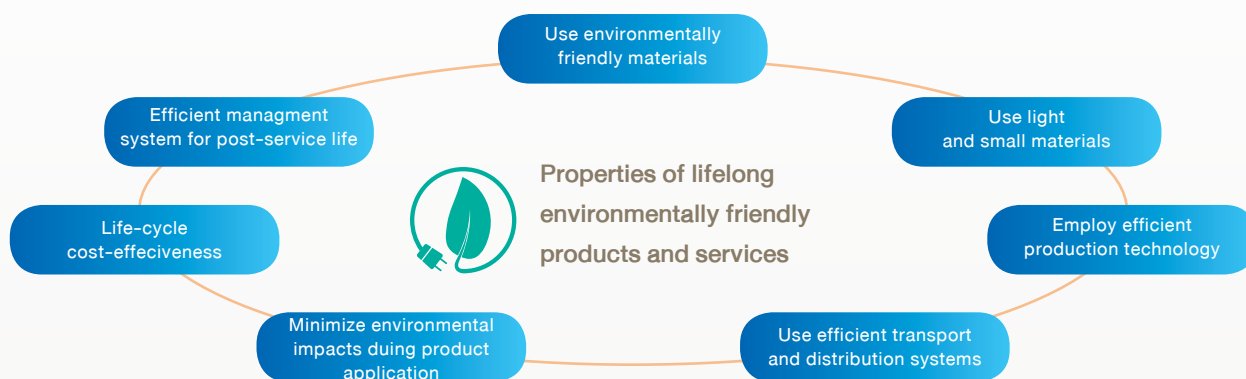 Use environmentally
friendly materials
Use light
and small materials
Employ efficient
production technology
Use efficient transport
and distribution systems
Minimize environmental
impacts duing product
application
Life-cycle
cost-effeciveness
Efficient managment
system for post-service life
Properties of lifelong
environmentally friendly
products and services